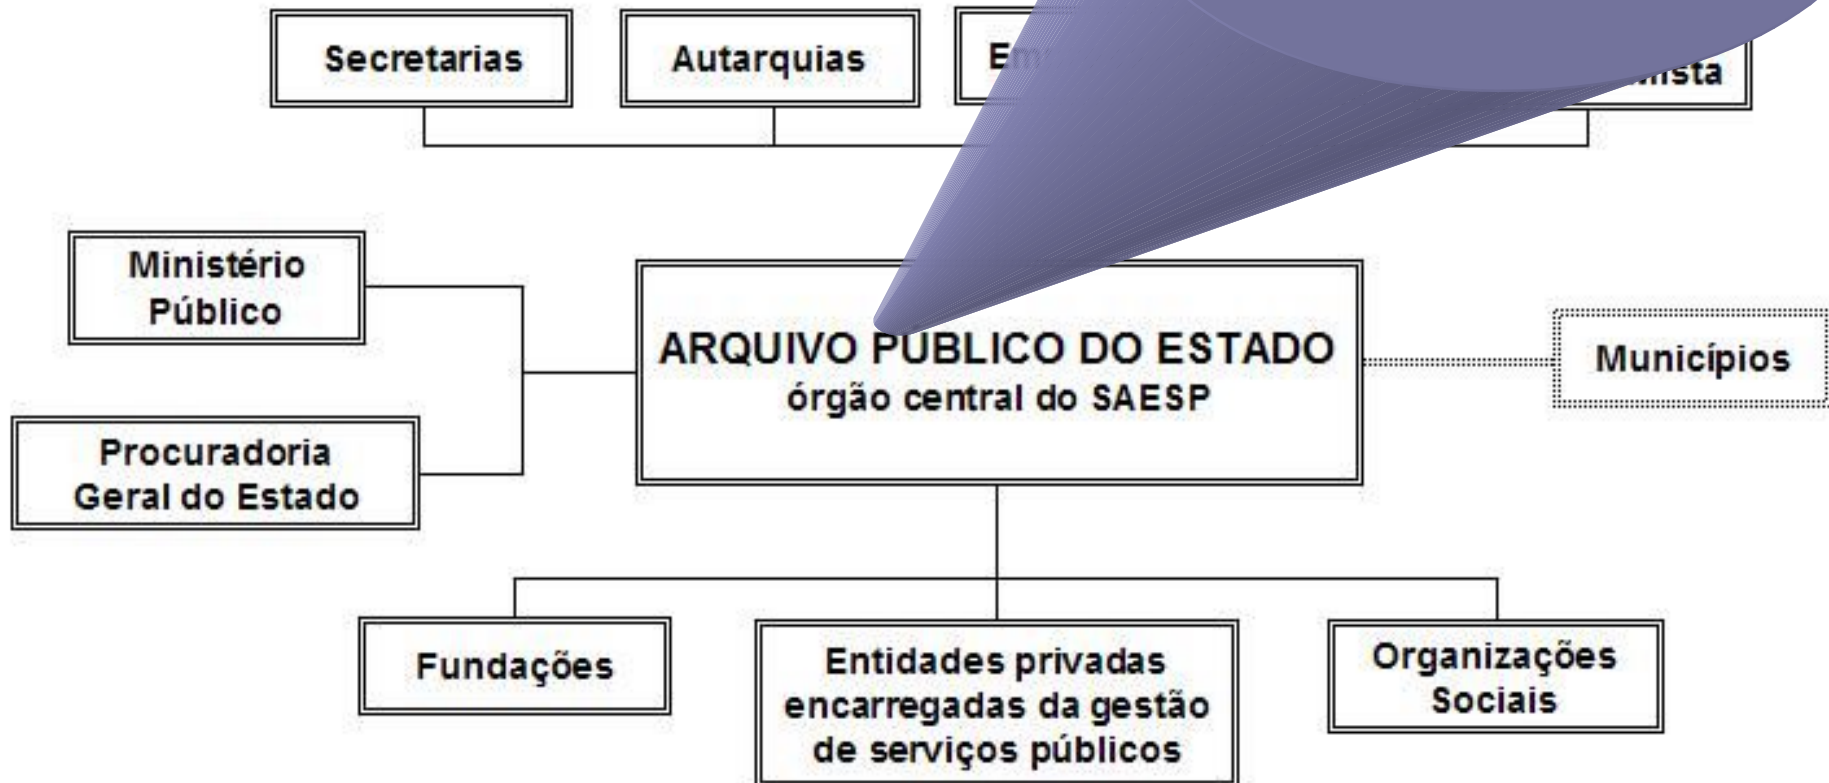 Secretarias
Autarquias
Ministério
Público
ARQUIVO PÚBLICO DO ESTADO
órgão central do SAESP
Municípios
Procuradoria
Geral do Estado
Fundações
Entidades privadas
encarregadas da gestão
de serviços públicos
Organizações
Sociais